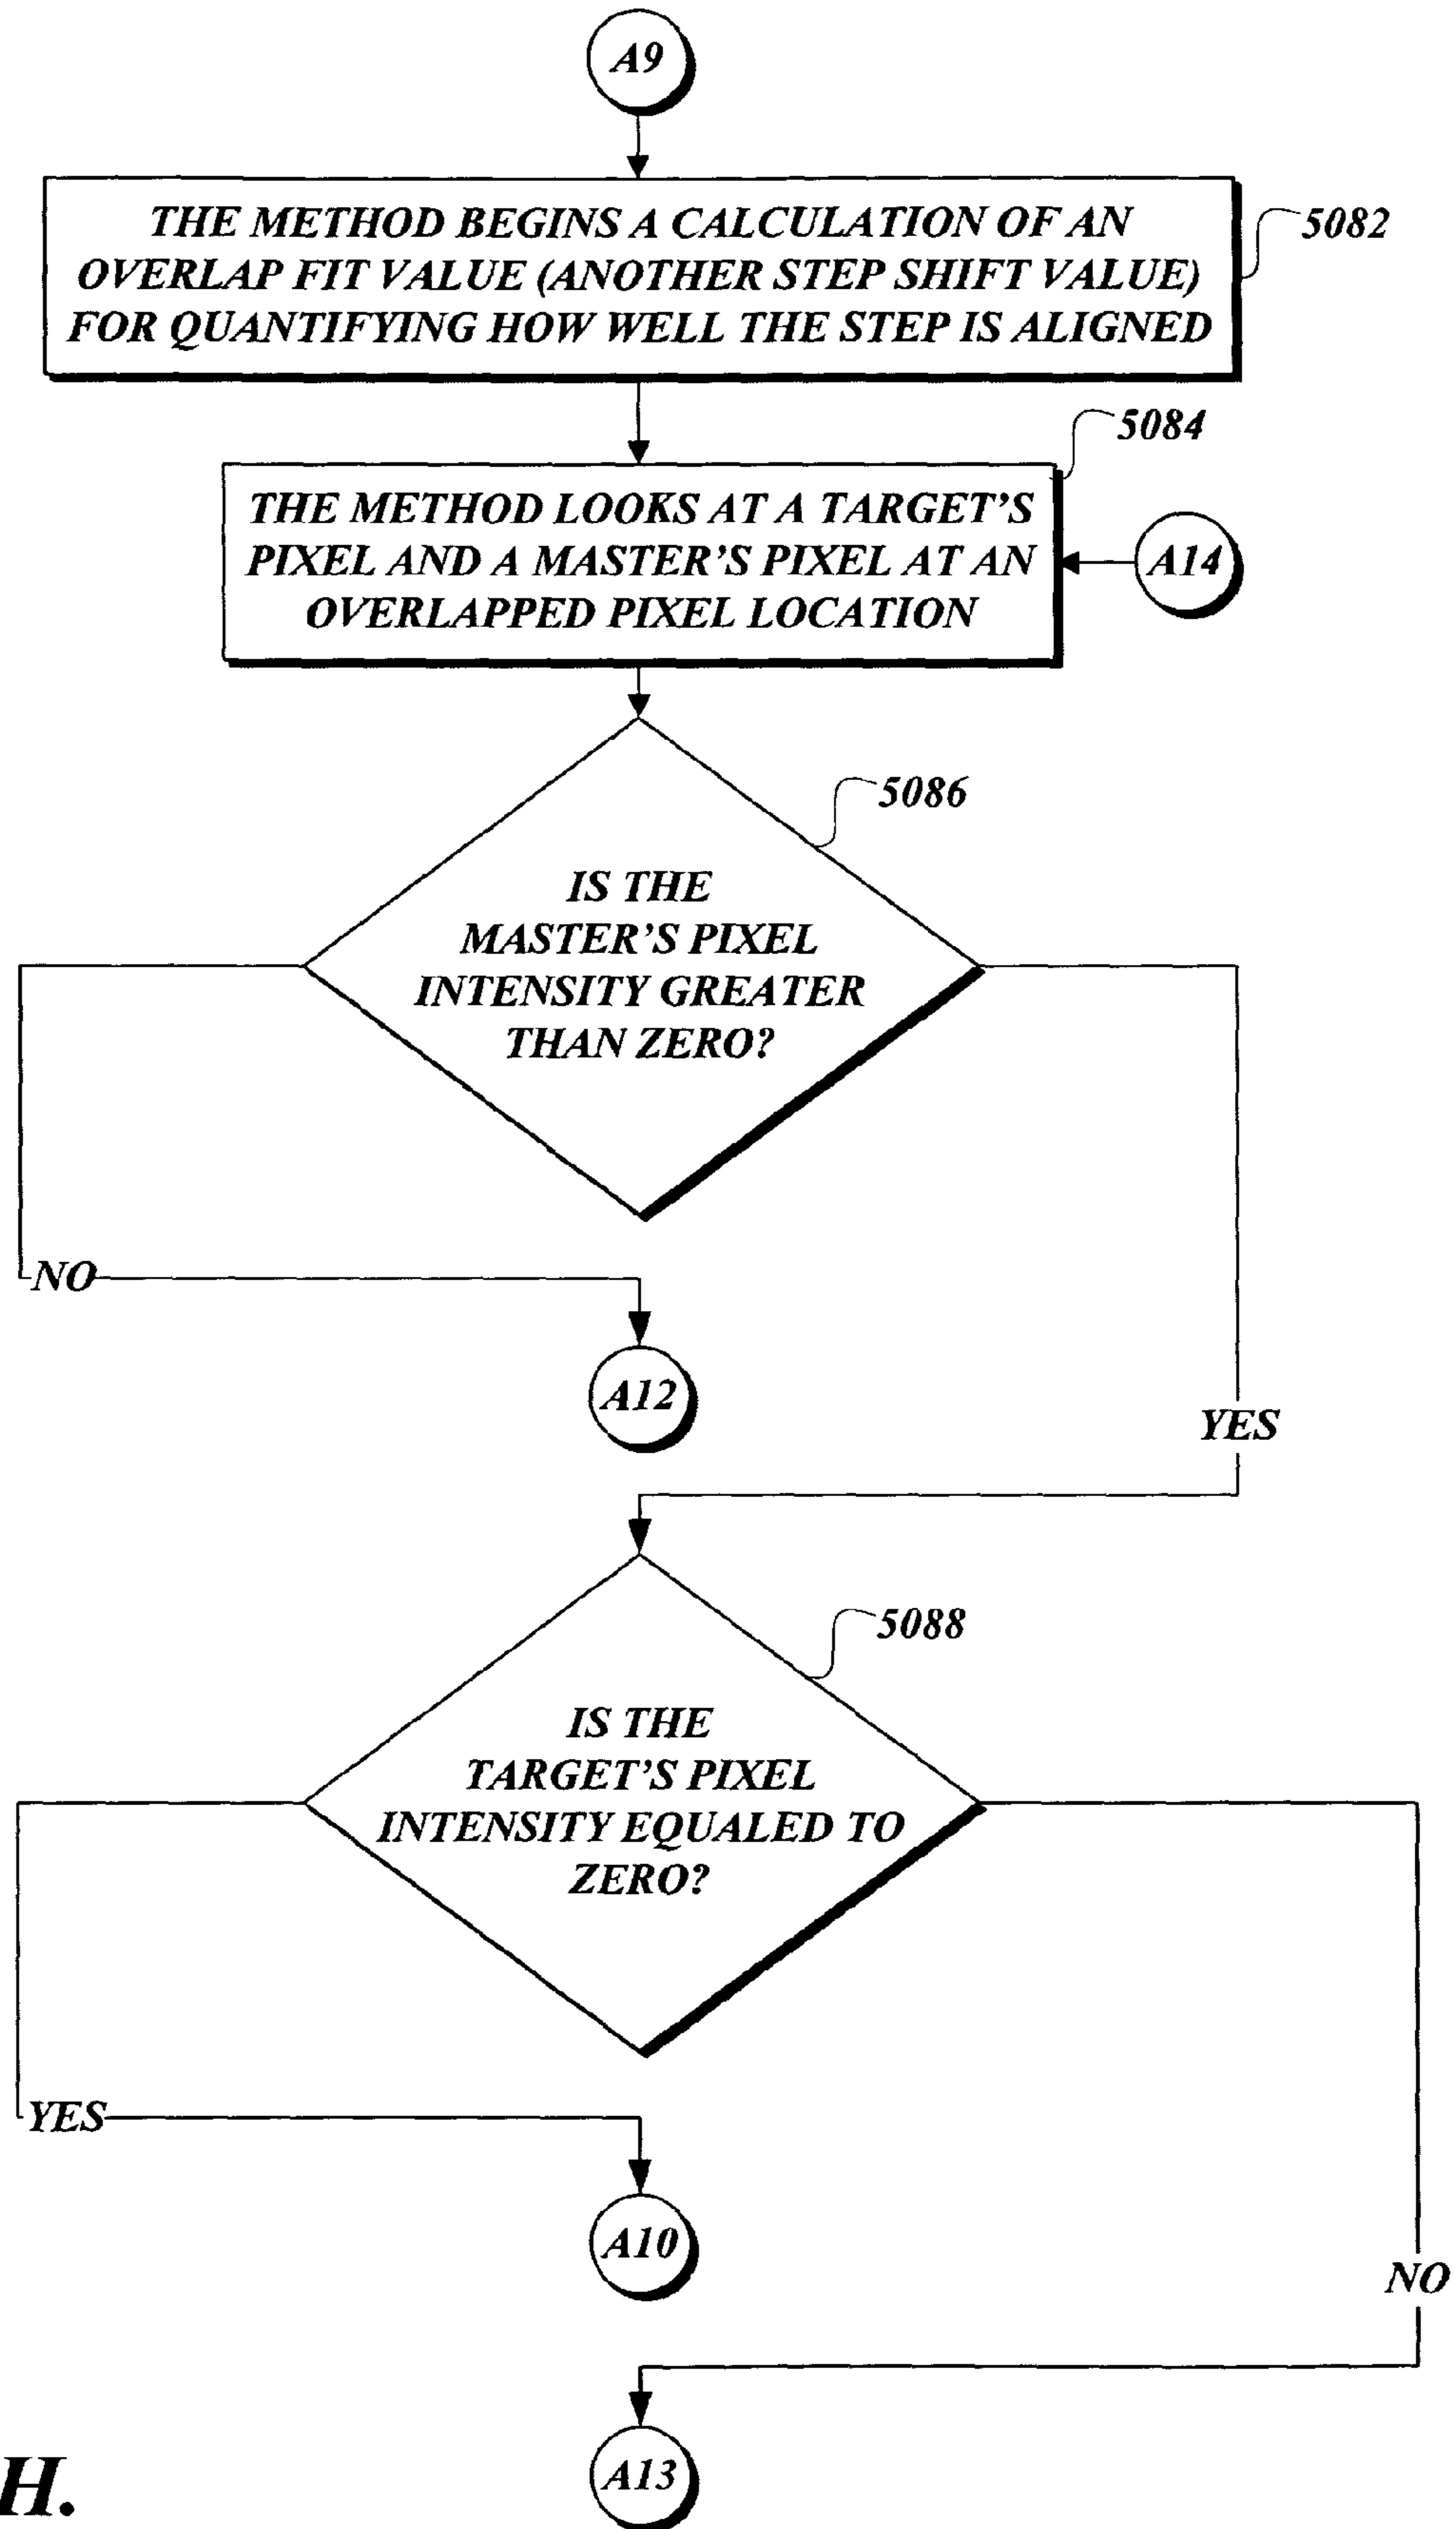 A9
THE METHOD BEGINS A CALCULATION OF AN
OVERLAP FIT VALUE (ANOTHER STEP SHIFT VALUE)
FOR QUANTIFYING HOW WELL THE STEP IS ALIGNED
5082
5084
THE METHOD LOOKS AT A TARGET'S
PIXEL AND A MASTER'S PIXEL AT AN
OVERLAPPED PIXEL LOCATION
A14
5086
IS THE
MASTER'S PIXEL
INTENSITY GREATER
THAN ZERO?
NO
A12
YES
5088
IS THE
TARGET'S PIXEL
INTENSITY EQUALED TO
ZERO?
YES
A10
NO
A13
H.